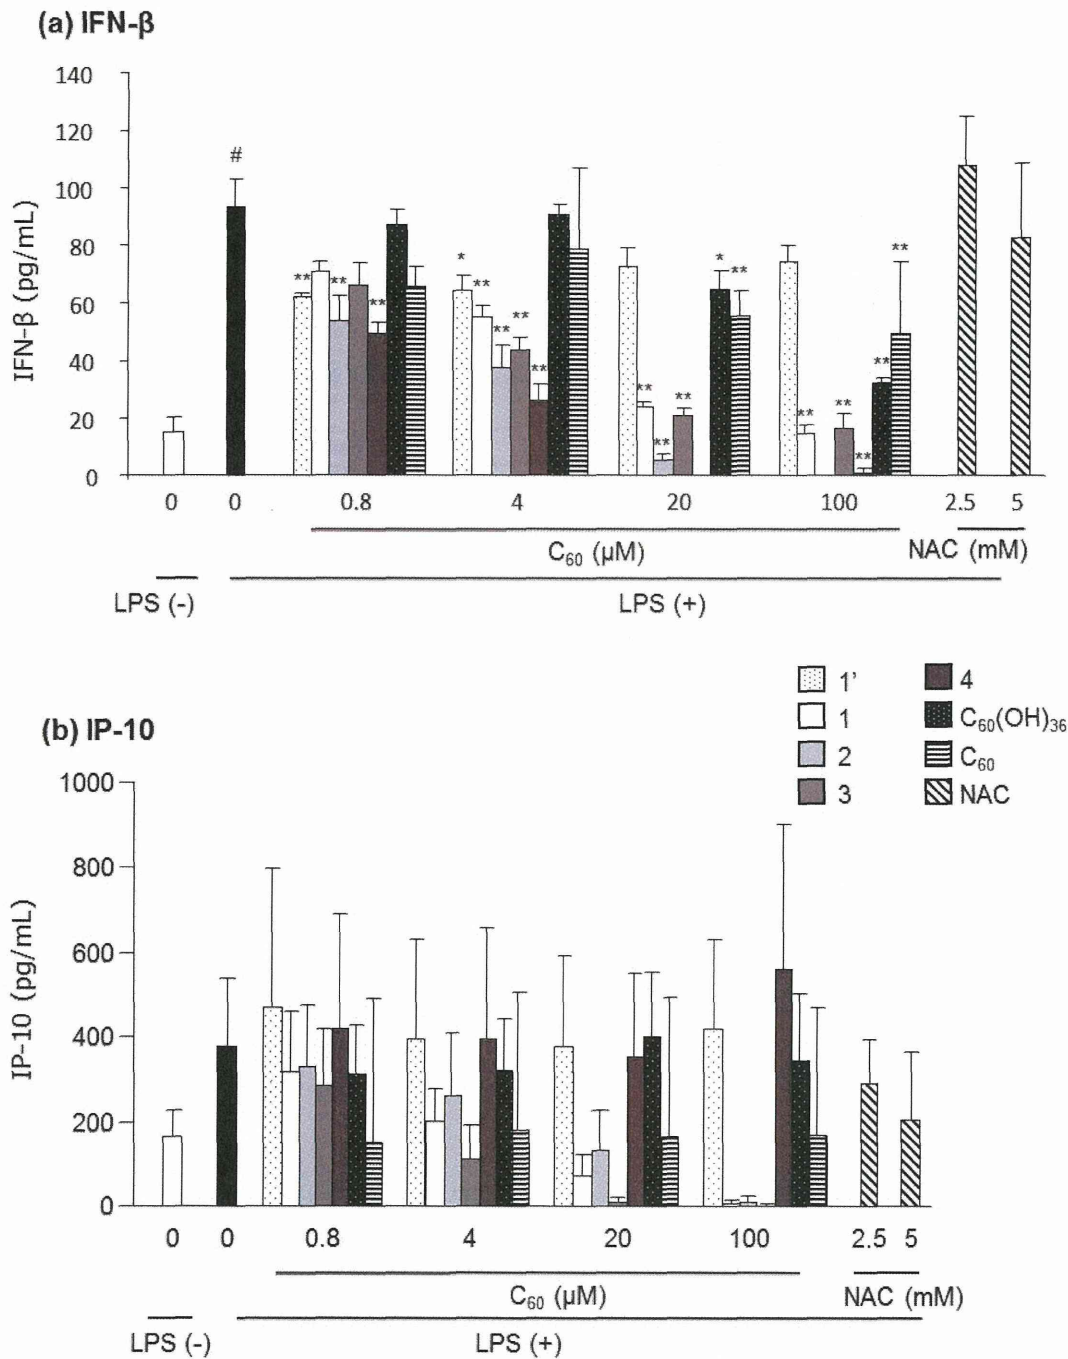 (a) IFN-β
140
120
100
80
60
40
20
0
IFN-β (pg/mL)
#
** ** **
* ** ** ** **
** ** ** * **
** ** ** ** **
0 0 0.8 4 20 100 2.5 5
C60 (μM) NAC (mM)
LPS (-) LPS (+)
1' 4
1 C60(OH)36
2 C60
3 NAC
(b) IP-10
1000
800
600
400
200
0
IP-10 (pg/mL)
0 0 0.8 4 20 100 2.5 5
C60 (μM) NAC (mM)
LPS (-) LPS (+)